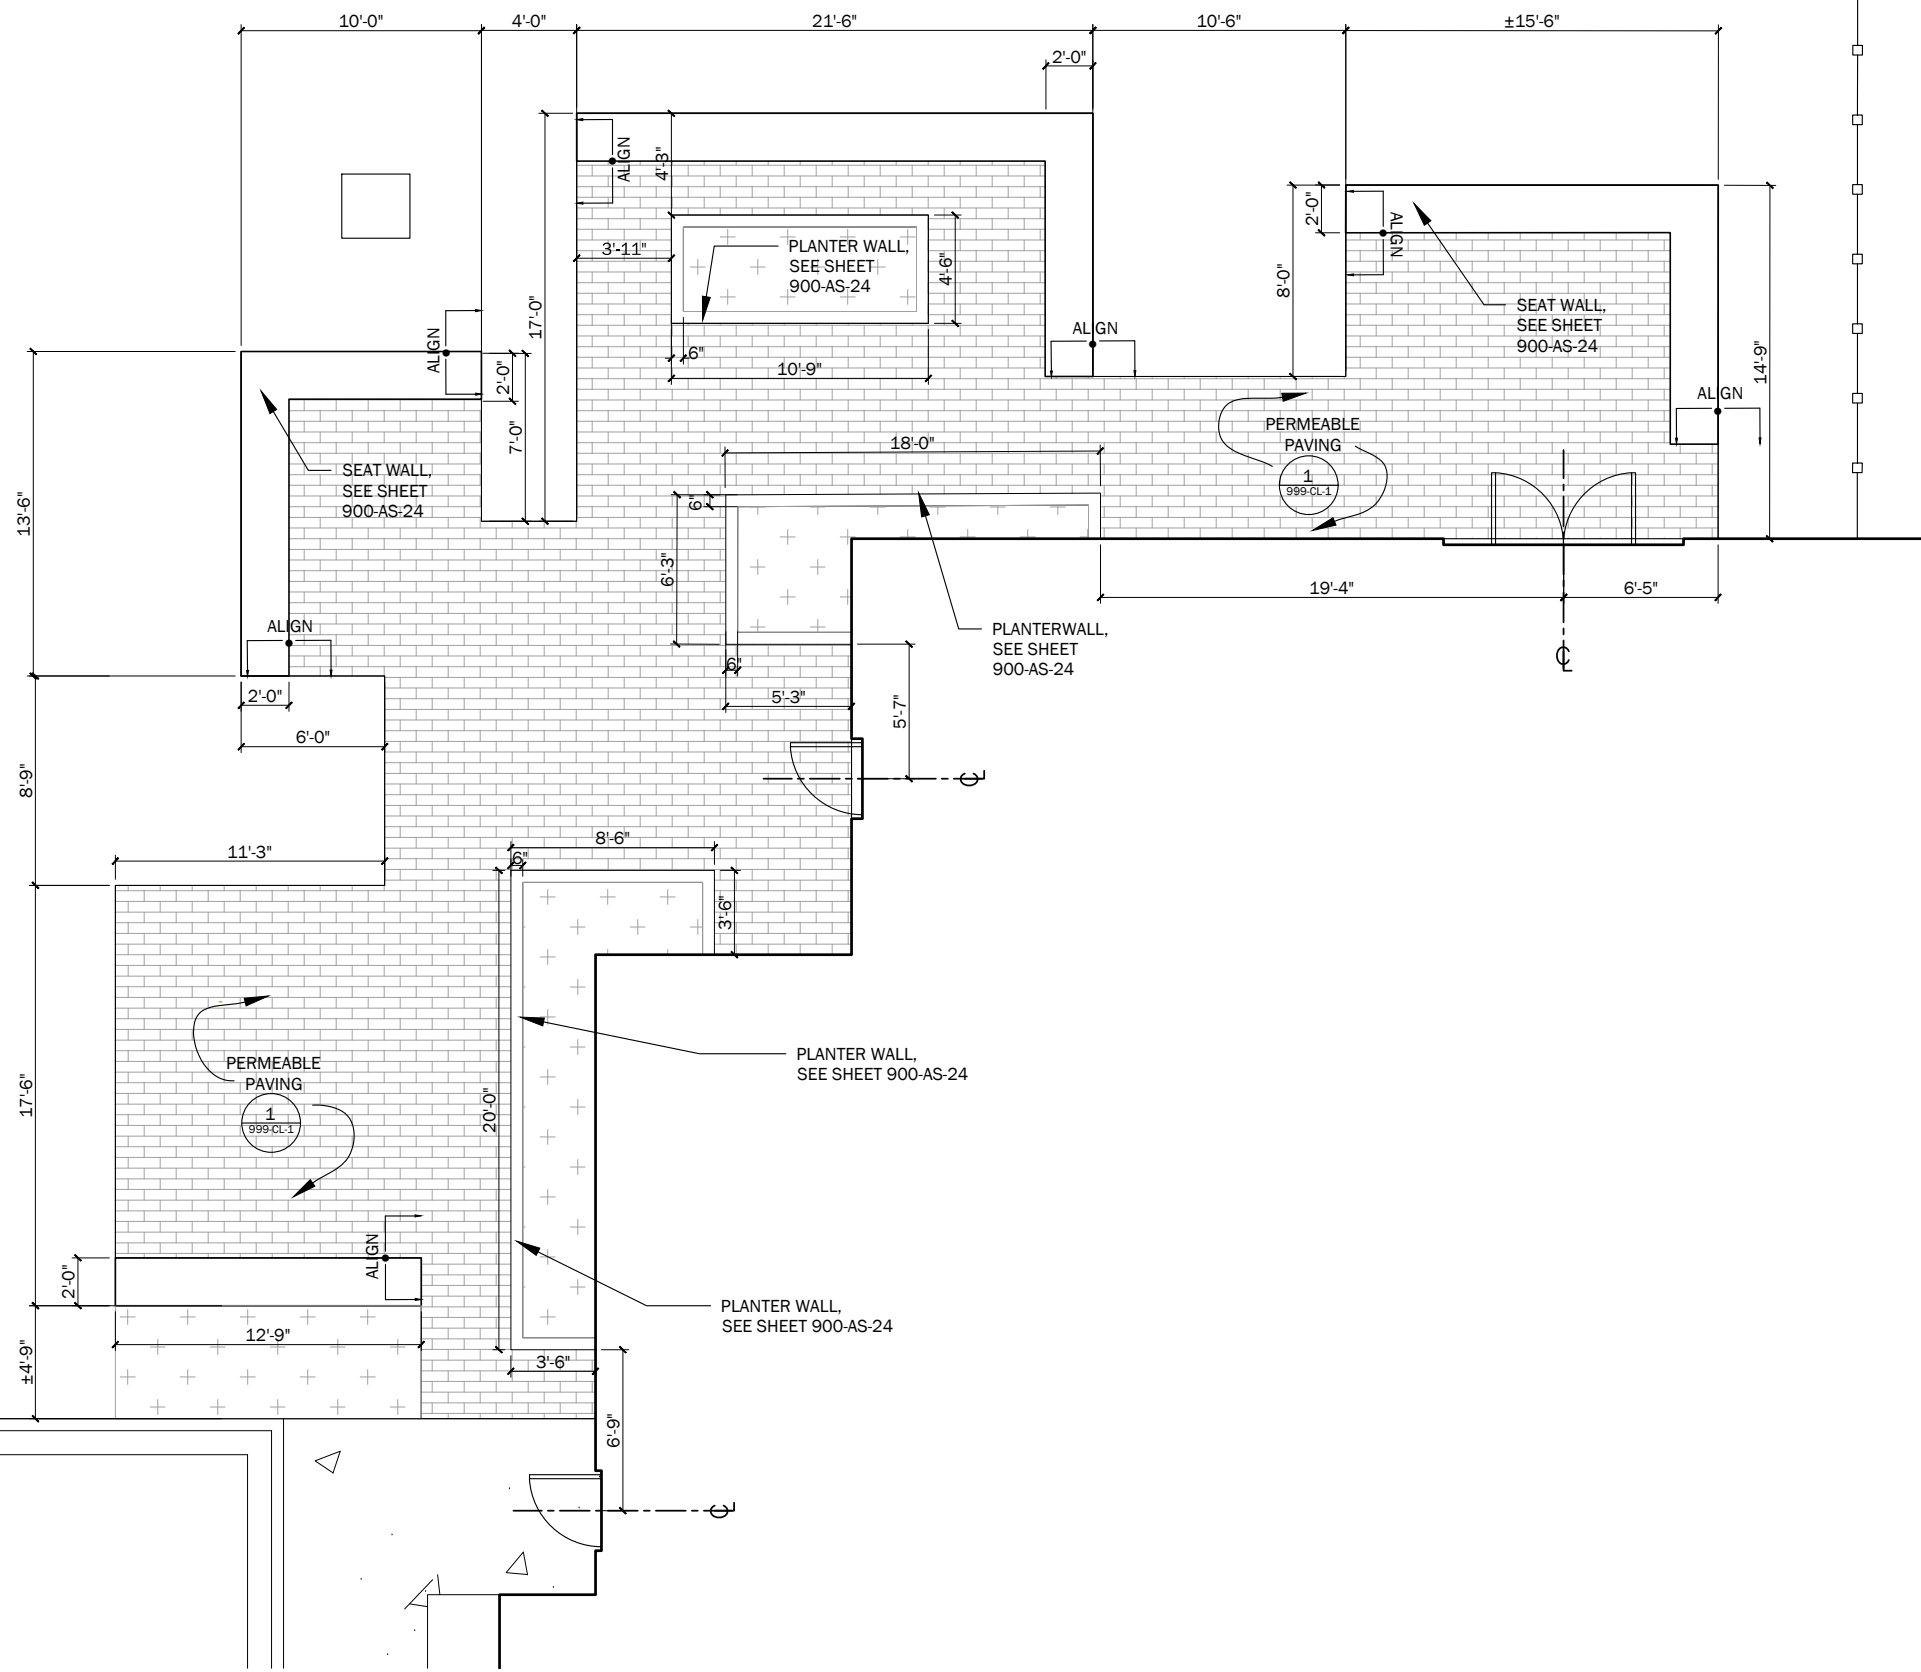 10'-0"
4'-0"
21'-6"
10'-6"
±15'-6"
2'-0"
ALIGN
4'-3"
2'-0"
ALIGN
3'-11"
PLANTER WALL,
SEE SHEET
900-AS-24
4'-6"
8'-0"
17'-0"
SEAT WALL,
SEE SHEET
900-AS-24
ALIGN
ALIGN
14'-9"
6"
10'-9"
2'-0"
ALIGN
7'-0"
PERMEABLE
PAVING
1
999-CL-1
18'-0"
SEAT WALL,
SEE SHEET
900-AS-24
13'-6"
6"
6'-3"
19'-4"
6'-5"
ALIGN
PLANTERWALL,
SEE SHEET
900-AS-24
℄
6"
2'-0"
5'-3"
5'-7"
6'-0"
8'-9"
℄
8'-6"
11'-3"
6"
3'-6"
PERMEABLE
PAVING
1
999-CL-1
PLANTER WALL,
SEE SHEET 900-AS-24
17'-6"
20'-0"
ALIGN
2'-0"
PLANTER WALL,
SEE SHEET 900-AS-24
12'-9"
±4'-9"
3'-6"
6'-9"
℄